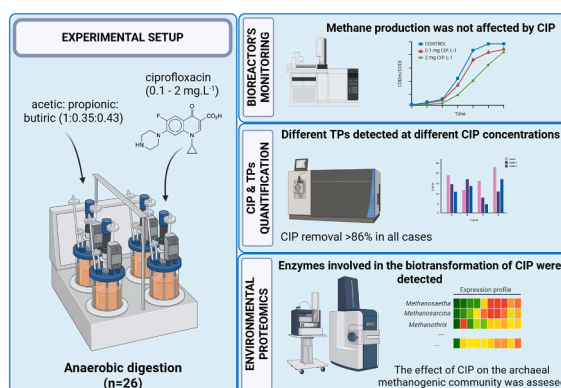 EXPERIMENTAL SETUP
ciprofloxacin
(0.1 - 2 mg.L-1)
acetic: propionic:
butiric (1:0.35:0.43)
F
O
CO₂H
N
N
HN
Anaerobic digestion
(n=26)
BIOREACTOR'S
MONITORING
Methane production was not affected by CIP
CONTROL
0.1 mg CIP. L-1
2 mg CIP. L-1
Time
CIP & TPs
QUANTIFICATION
Different TPs detected at different CIP concentrations
CIP removal >86% in all cases
ENVIRONMENTAL
PROTEOMICS
Enzymes involved in the biotransformation of CIP were
detected
Expression profile
Methanosaetha
Methanosarcina
Methanothrix
...
...
The effect of CIP on the archaeal
methanogenic community was assesed